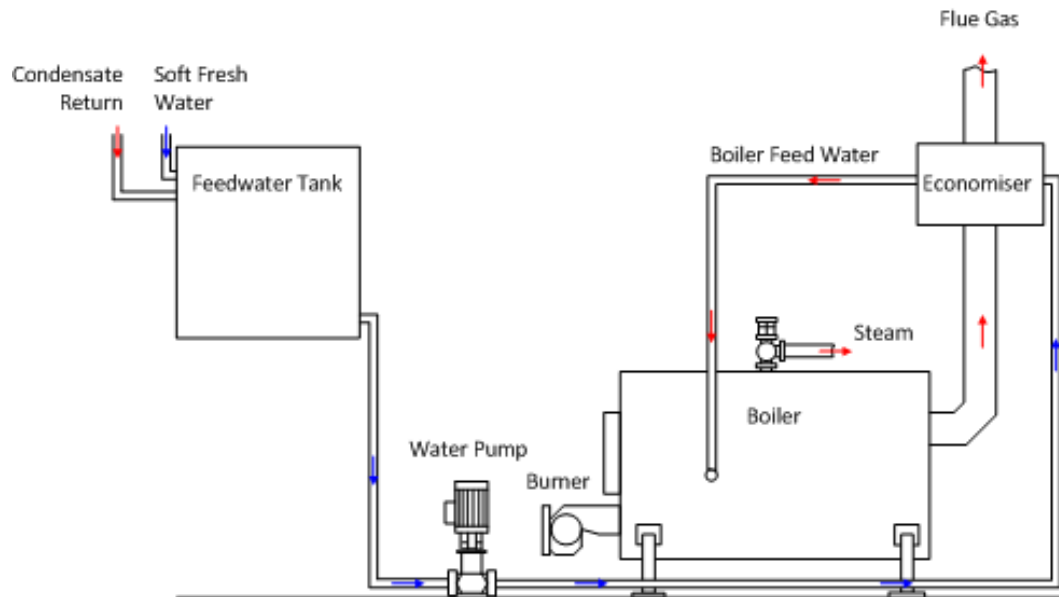 Flue Gas
Condensate
Return
Soft Fresh
Water
Boiler Feed Water
Feedwater Tank
Economiser
Steam
Boiler
Water Pump
Burner